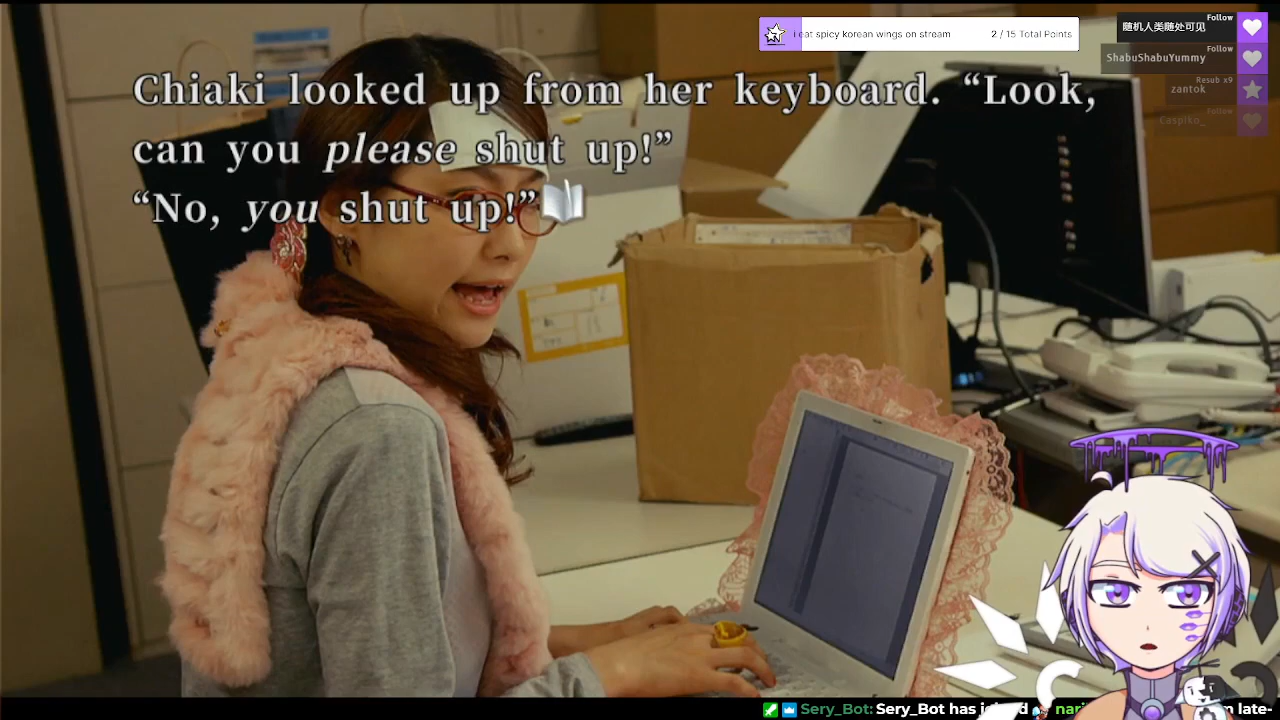 i eat spicy korean wings on stream 2 / 15 Total Points
Follow
随机人类随处可见
Follow
ShabuShabuYummy
Resub x9
zantok
Follow
Caspiko_
Chiaki looked up from her keyboard. “Look,
can you please shut up!”
“No, you shut up!”
Sery_Bot: Sery_Bot has
late-